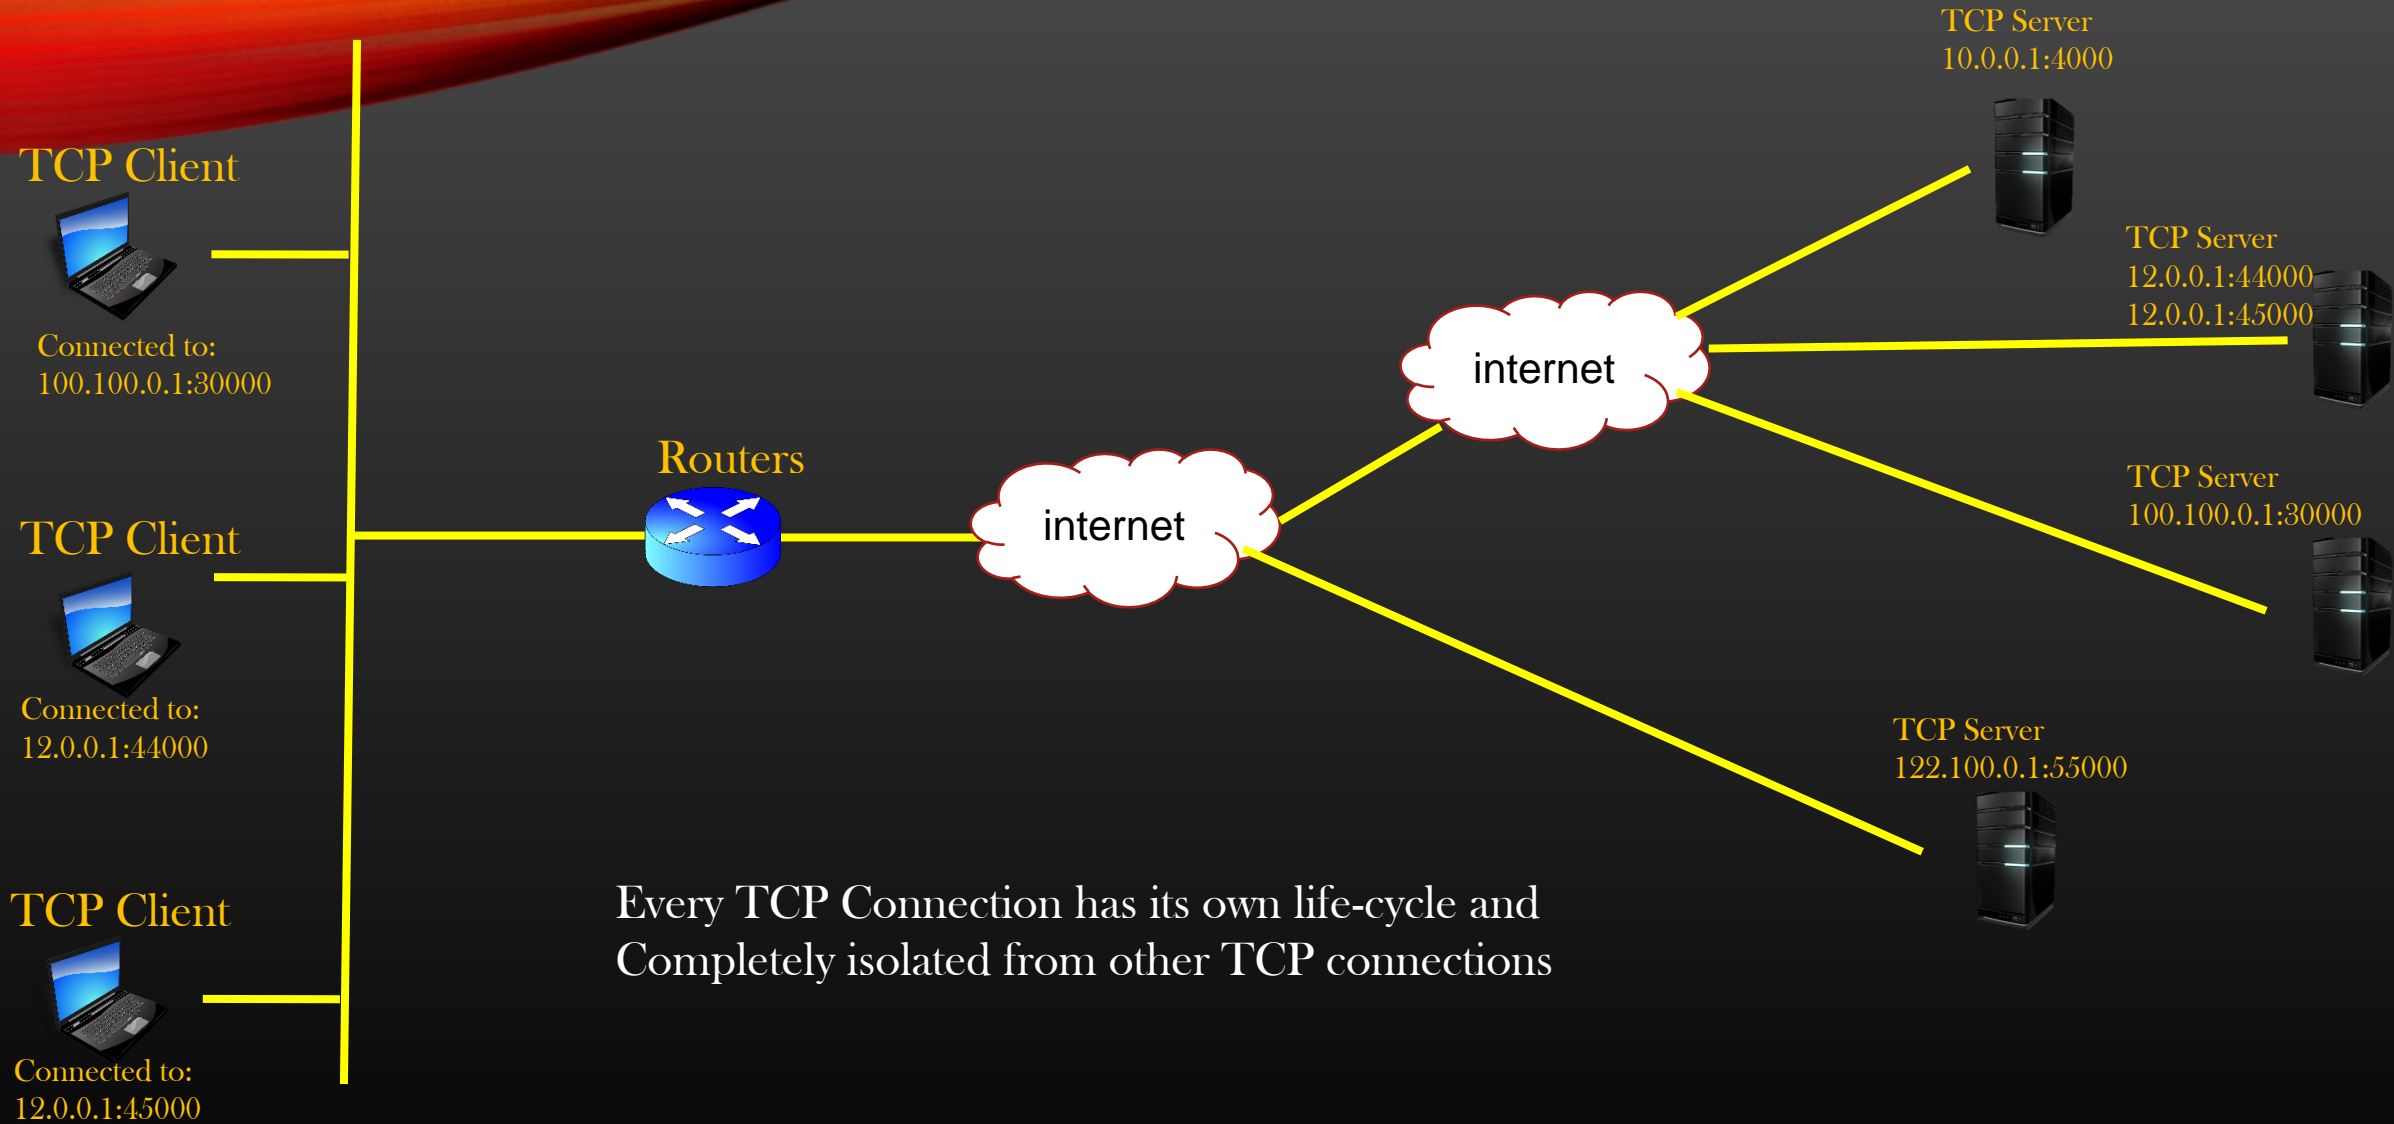 TCP Server
10.0.0.1:4000
TCP Client
Connected to:
100.100.0.1:30000
TCP Server
12.0.0.1:44000
12.0.0.1:45000
internet
Routers
internet
TCP Server
100.100.0.1:30000
TCP Client
Connected to:
12.0.0.1:44000
TCP Server
122.100.0.1:55000
Every TCP Connection has its own life-cycle and
Completely isolated from other TCP connections
TCP Client
Connected to:
12.0.0.1:45000